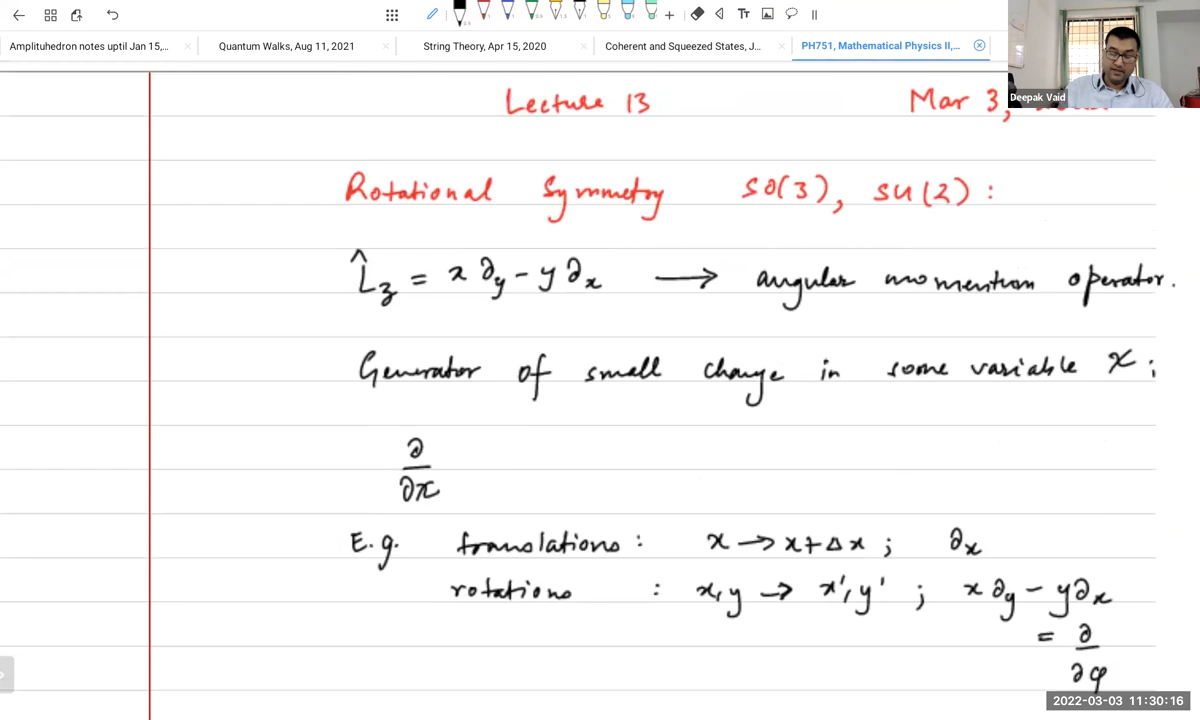 Amplituhedron notes uptil Jan 15,... Quantum Walks, Aug 11, 2021 String Theory, Apr 15, 2020 Coherent and Squeezed States, J... PH751, Mathematical Physics II,...
Deepak Vaid
Lecture 13 Mar 3,
Rotational Symmetry SO(3), SU(2) :
L̂z = x ∂y - y ∂x ⟶ angular momentum operator.
Generator of small change in some variable x ;
∂
∂x
E.g. translations : x → x + Δx ; ∂x
rotations : x, y → x', y' ; x ∂y - y ∂x
= ∂
∂φ
2022-03-03 11:30:16